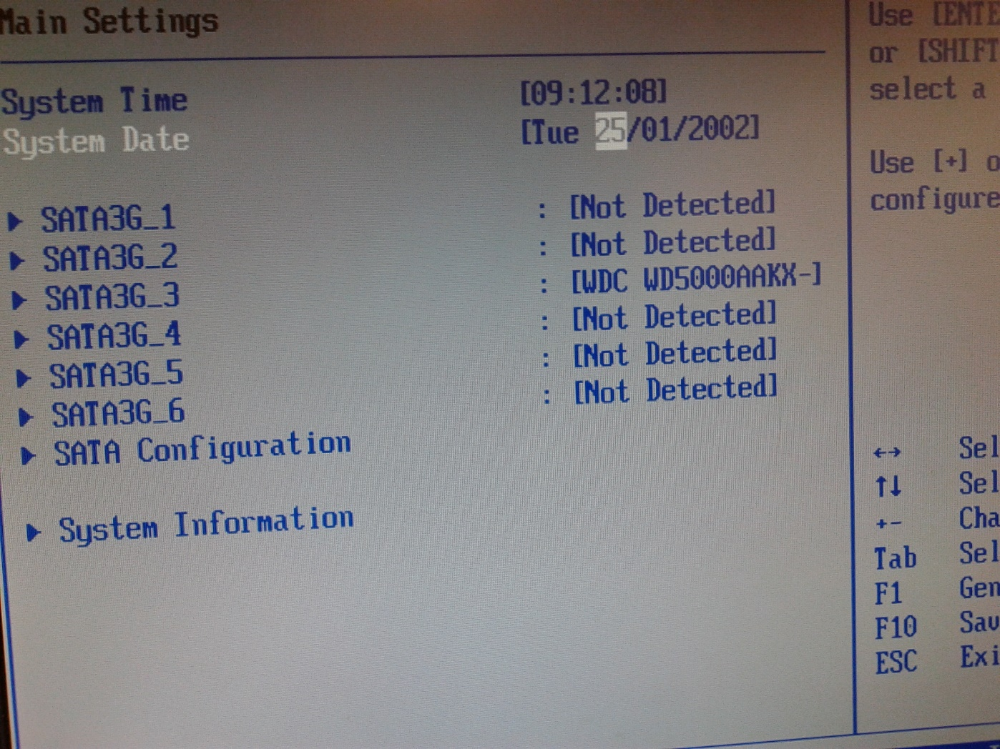 Main Settings
System Time [09:12:08]
System Date [Tue 25/01/2002]
SATA3G_1 : [Not Detected]
SATA3G_2 : [Not Detected]
SATA3G_3 : [WDC WD5000AAKX-]
SATA3G_4 : [Not Detected]
SATA3G_5 : [Not Detected]
SATA3G_6 : [Not Detected]
SATA Configuration
System Information
Use [ENTE
or [SHIFT
select a
Use [+] o
configure
←→ Sel
↑↓ Sel
+- Cha
Tab Sel
F1 Gen
F10 Sav
ESC Exi